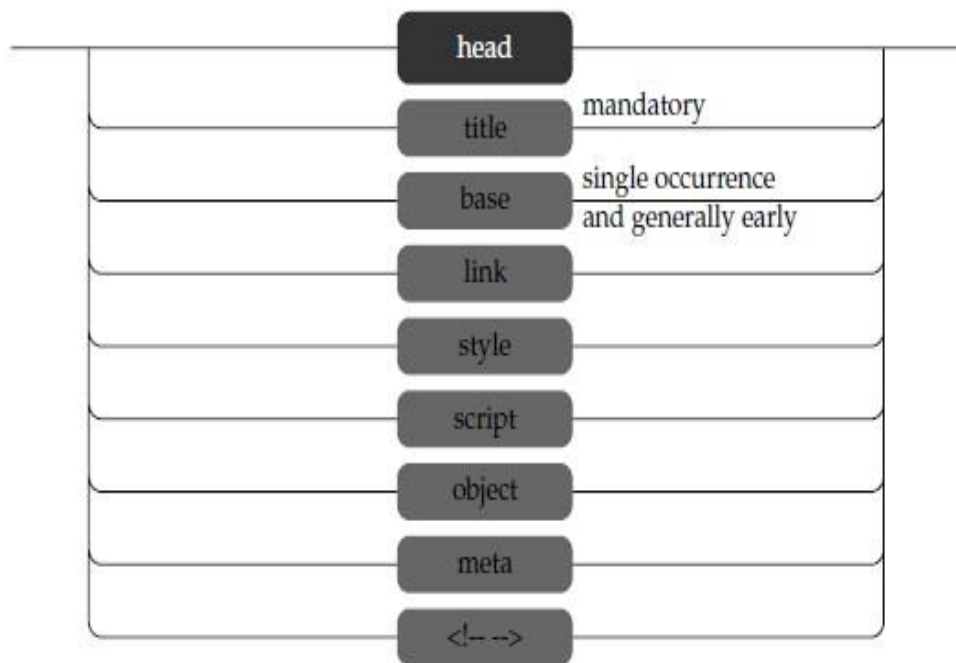 head
title
mandatory
base
single occurrence
and generally early
link
style
script
object
meta
<!-- -->